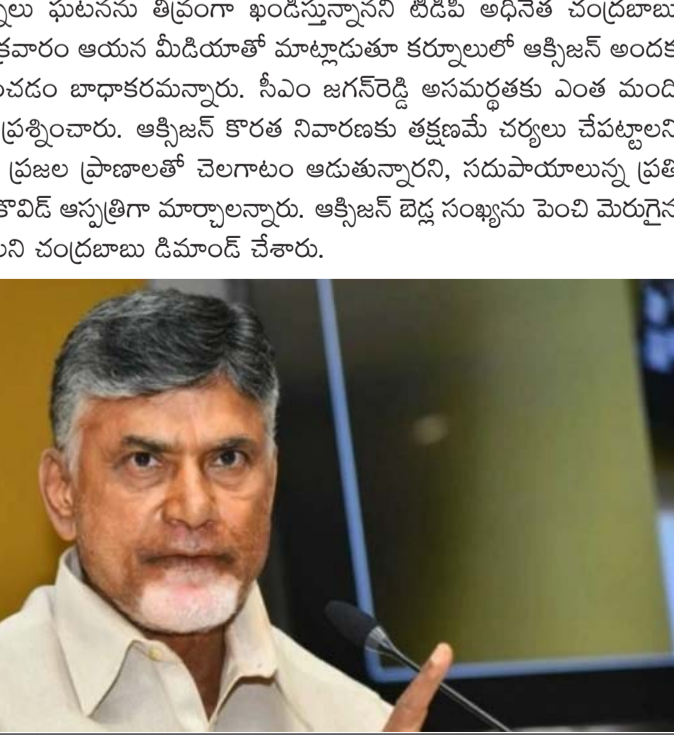 ఘటనను తీవ్రంగా ఖండిస్తున్నానని టీడీపీ అధినేత చంద్రబాబు
ఆయన మీడియాతో మాట్లాడుతూ కర్నూలులో ఆక్సిజన్ అందక
బాధాకరమన్నారు. సీఎం జగన్‌రెడ్డి అసమర్థతకు ఎంత మంది
ప్రశ్నించారు. ఆక్సిజన్ కొరత నివారణకు తక్షణమే చర్యలు చేపట్టాలని
ప్రజల ప్రాణాలతో చెలగాటం ఆడుతున్నారని, సదుపాయాలున్న ప్రతి
కొవిడ్ ఆస్పత్రిగా మార్చాలన్నారు. ఆక్సిజన్ బెడ్ల సంఖ్యను పెంచి మెరుగైన
చంద్రబాబు డిమాండ్ చేశారు.